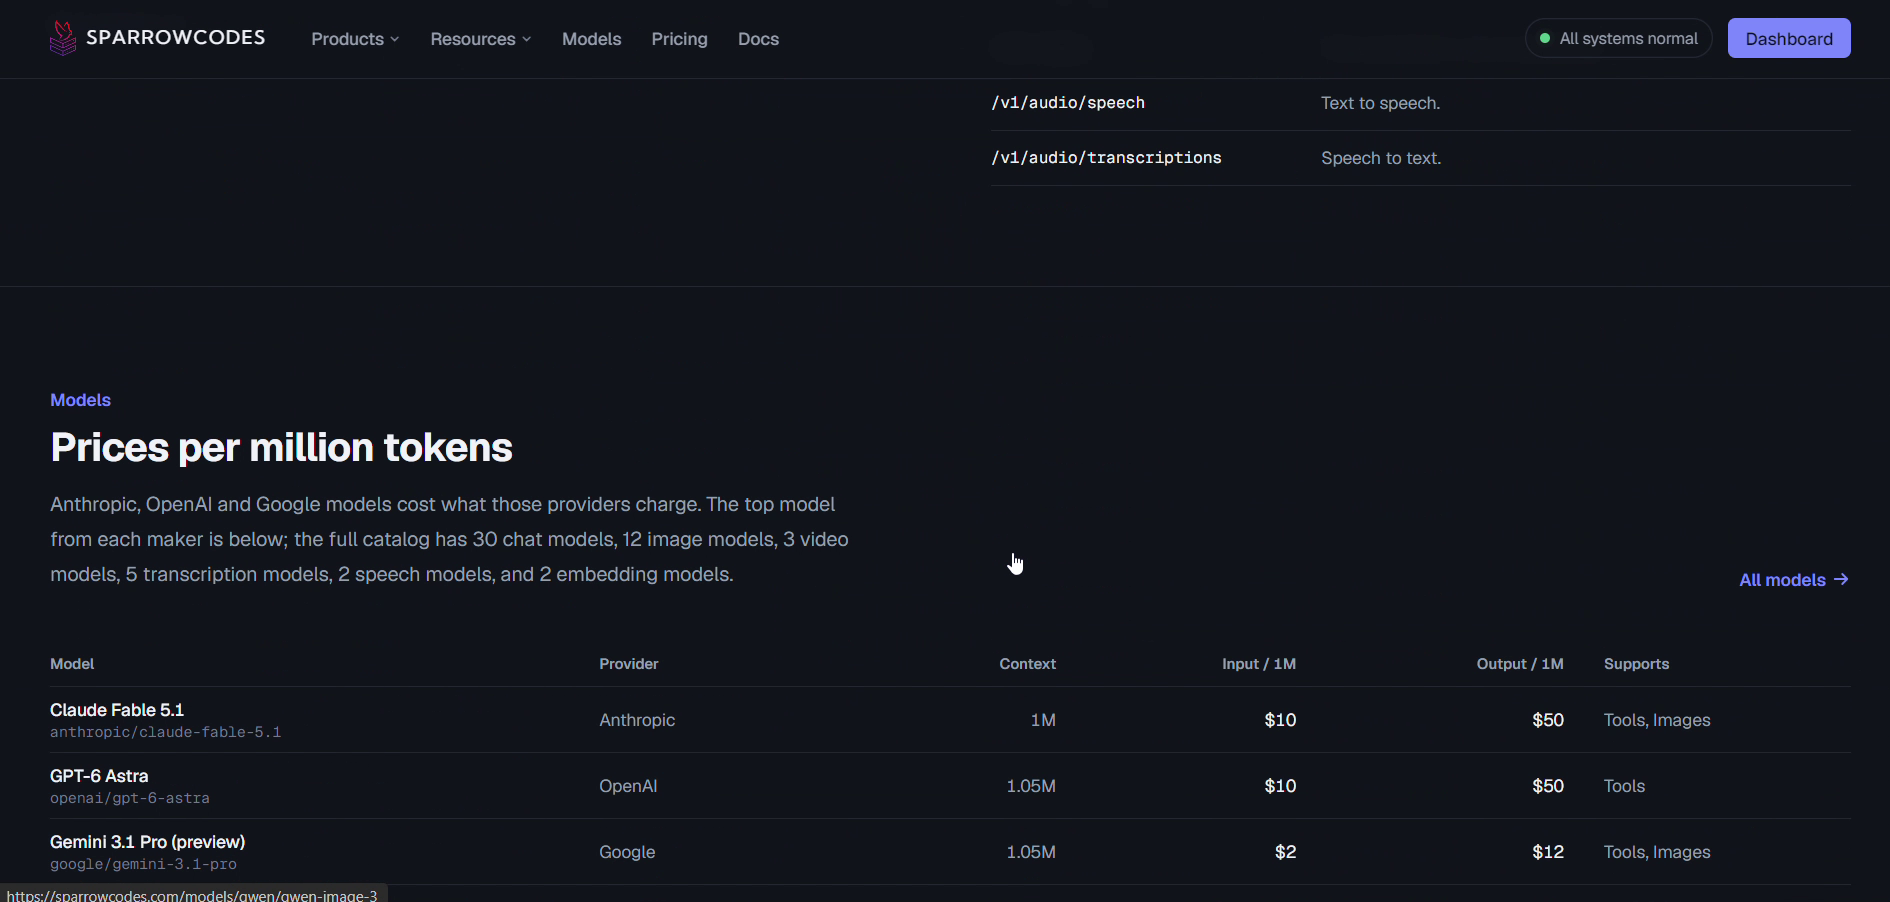 SPARROWCODES Products Resources Models Pricing Docs All systems normal Dashboard
/v1/audio/speech Text to speech.
/v1/audio/transcriptions Speech to text.
Models
Prices per million tokens
Anthropic, OpenAI and Google models cost what those providers charge. The top model
from each maker is below; the full catalog has 30 chat models, 12 image models, 3 video
models, 5 transcription models, 2 speech models, and 2 embedding models.
All models →
Model Provider Context Input / 1M Output / 1M Supports
Claude Fable 5.1 Anthropic 1M $10 $50 Tools, Images
anthropic/claude-fable-5.1
GPT-6 Astra OpenAI 1.05M $10 $50 Tools
openai/gpt-6-astra
Gemini 3.1 Pro (preview) Google 1.05M $2 $12 Tools, Images
google/gemini-3.1-pro
https://sparrowcodes.com/models/qwen/qwen-image-3